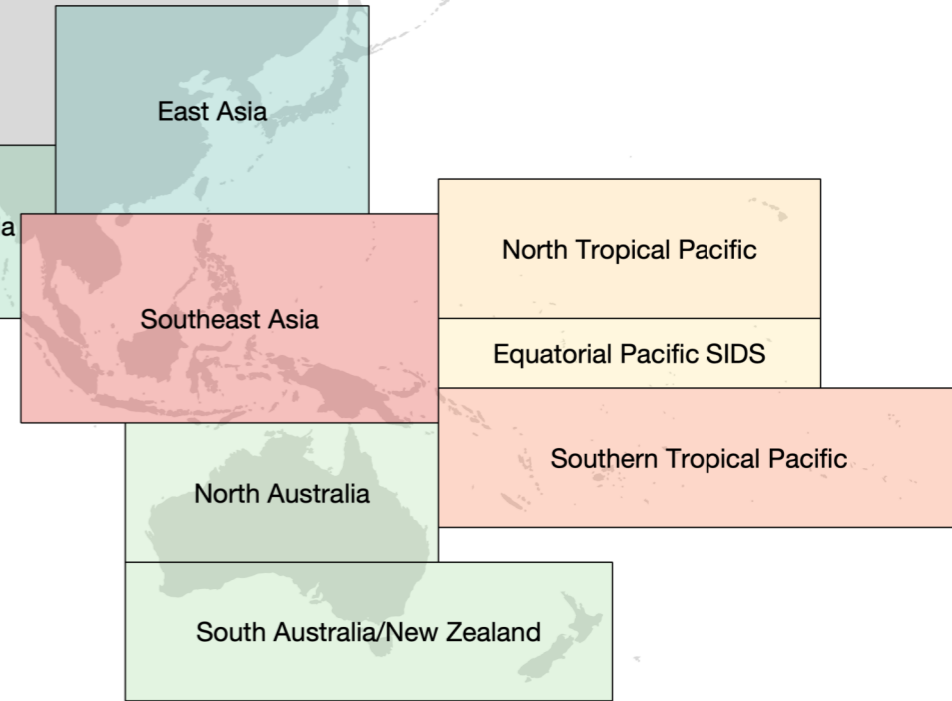 East Asia
a
North Tropical Pacific
Southeast Asia
Equatorial Pacific SIDS
Southern Tropical Pacific
North Australia
South Australia/New Zealand